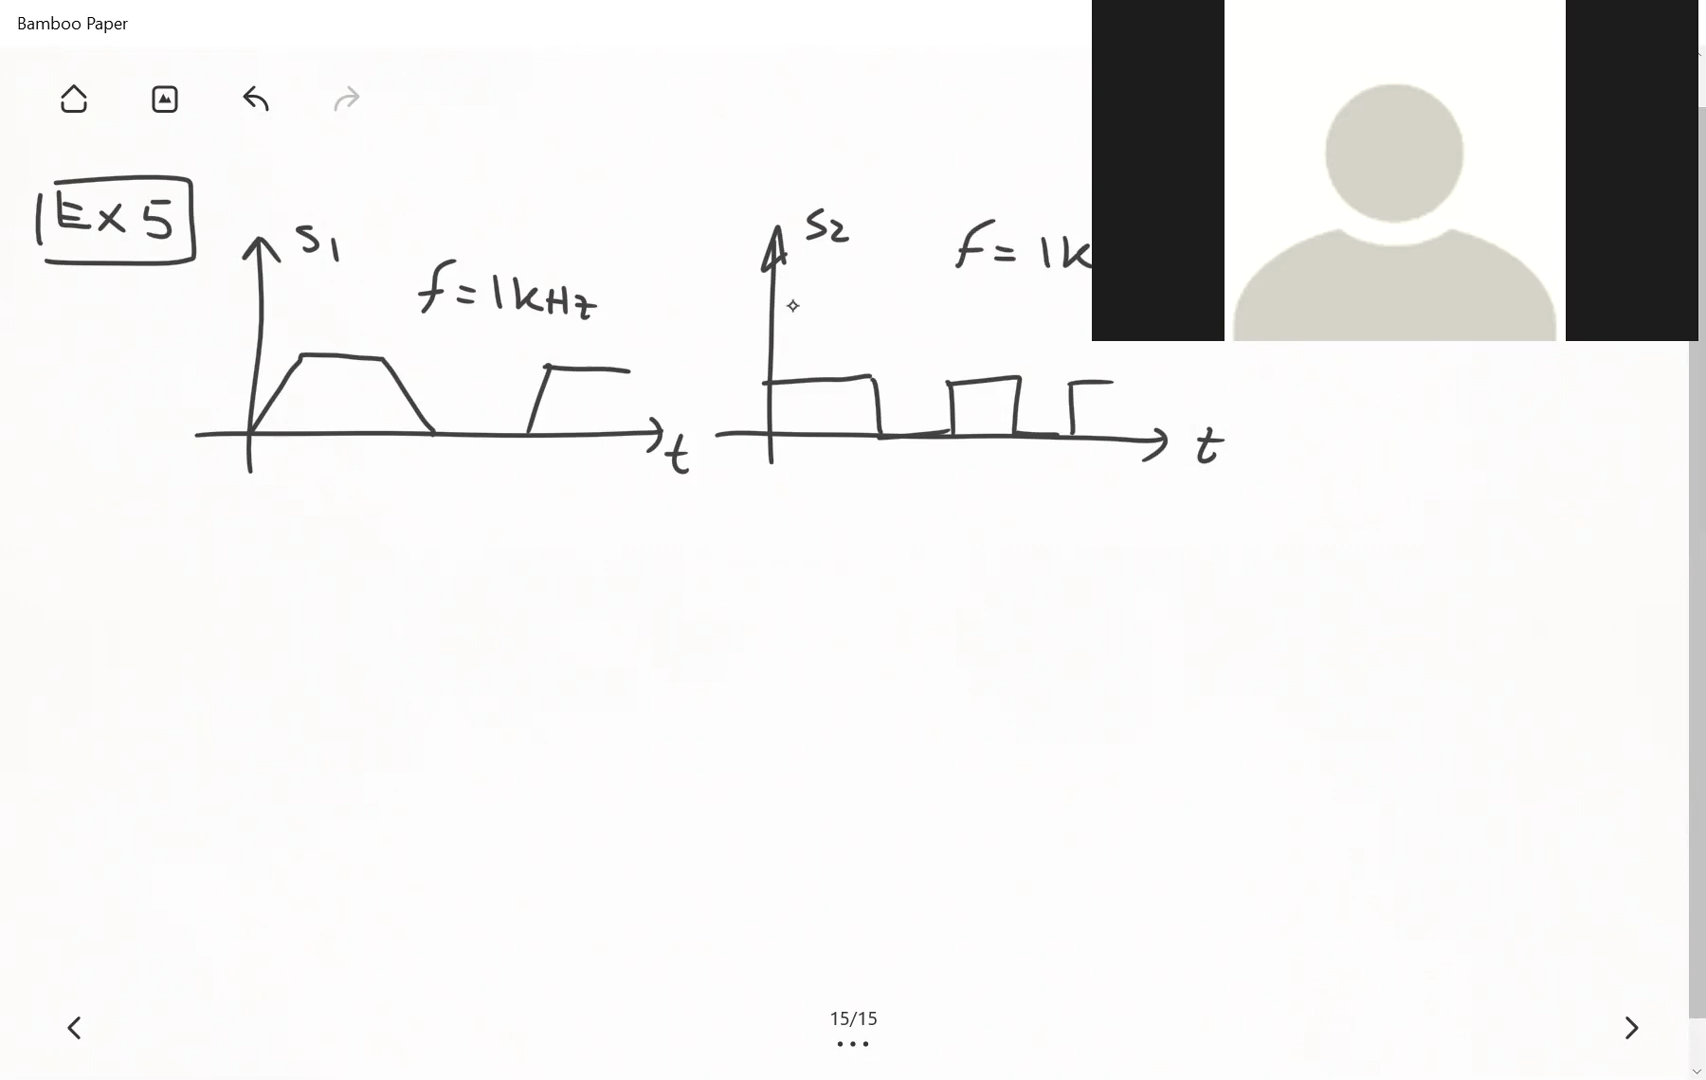 Bamboo Paper
Ex 5
S1
f = 1kHz
t
S2
f = 1k
t
15/15